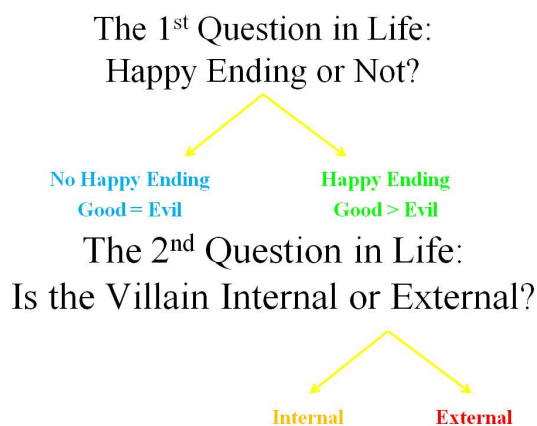 The 1st Question in Life:
Happy Ending or Not?
No Happy Ending
Good = Evil
Happy Ending
Good > Evil
The 2nd Question in Life:
Is the Villain Internal or External?
Internal
External